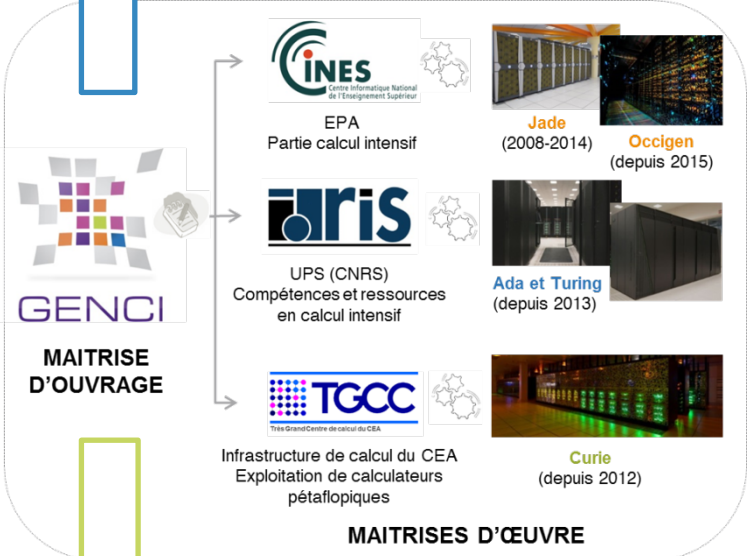 CINES
Centre Informatique National
de l'Enseignement Supérieur
EPA
Partie calcul intensif
Jade
(2008-2014)
Occigen
(depuis 2015)
GENCI
MAITRISE
D'OUVRAGE
idris
UPS (CNRS)
Compétences et ressources
en calcul intensif
Ada et Turing
(depuis 2013)
TGCC
Très Grand Centre de calcul du CEA
Infrastructure de calcul du CEA
Exploitation de calculateurs
pétaflopiques
Curie
(depuis 2012)
MAITRISES D'ŒUVRE